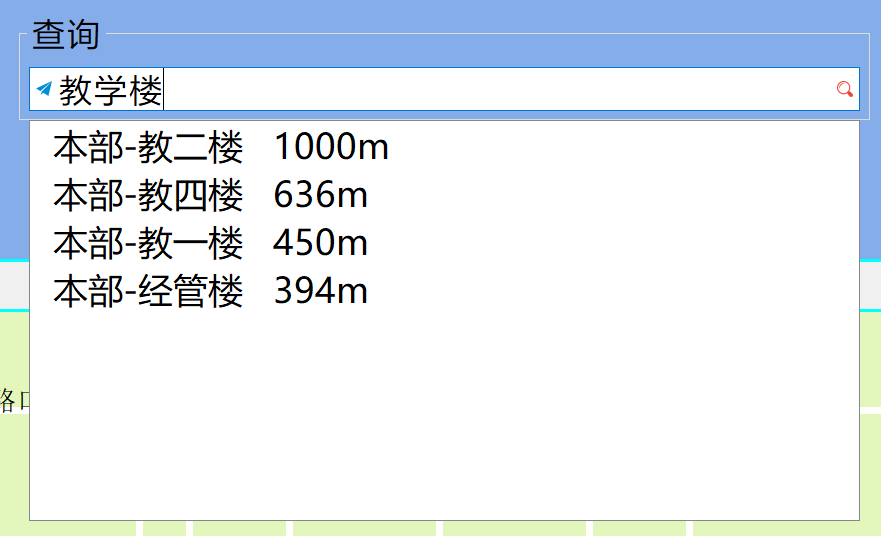 查询
教学楼
本部-教二楼 1000m
本部-教四楼 636m
本部-教一楼 450m
本部-经管楼 394m
路口